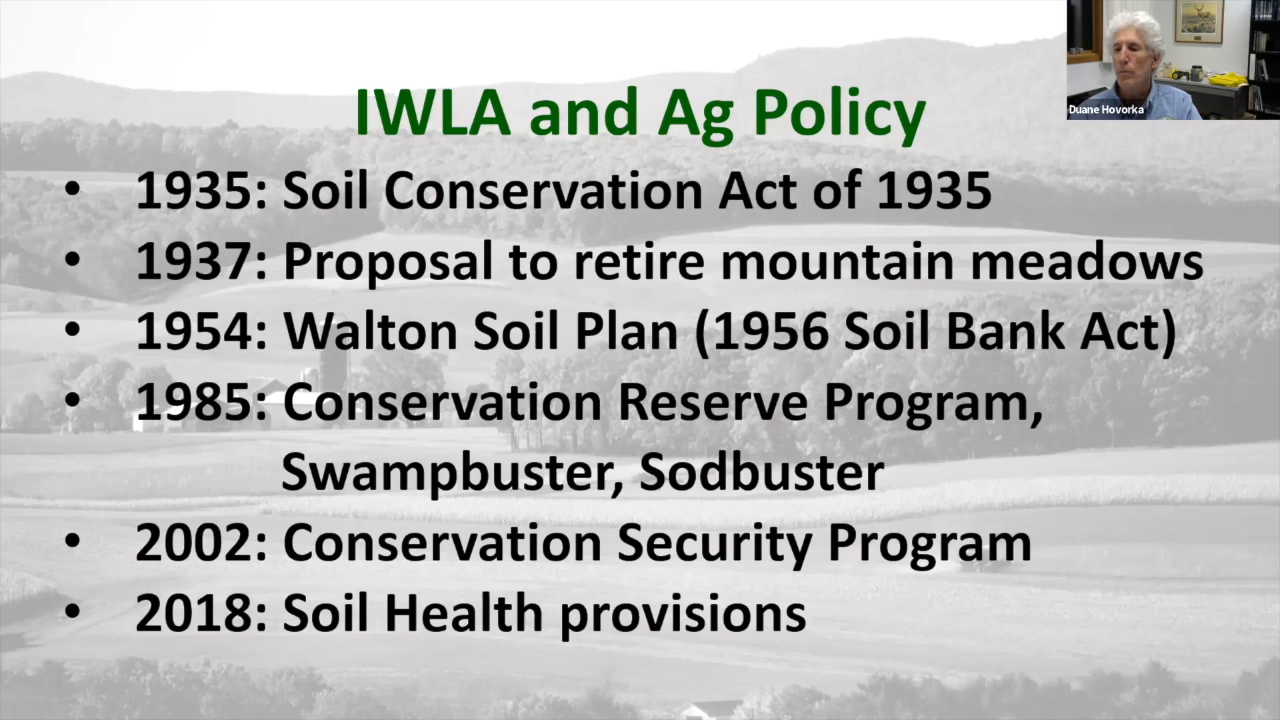 IWLA and Ag Policy
Duane Hovorka
• 1935: Soil Conservation Act of 1935
• 1937: Proposal to retire mountain meadows
• 1954: Walton Soil Plan (1956 Soil Bank Act)
• 1985: Conservation Reserve Program,
Swampbuster, Sodbuster
• 2002: Conservation Security Program
• 2018: Soil Health provisions